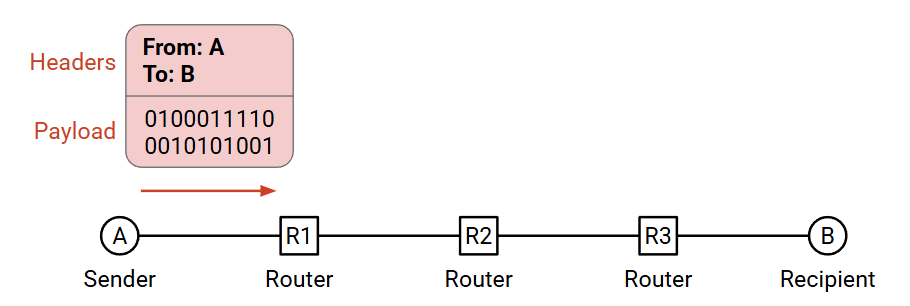 Headers
From: A
To: B
Payload
0100011110
0010101001
A
R1
R2
R3
B
Sender
Router
Router
Router
Recipient